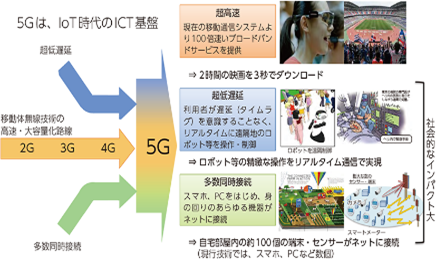 5Gは、IoT時代のICT基盤
超低遅延
移動体無線技術の
高速・大容量化路線
2G 3G 4G
5G
多数同時接続
超高速
現在の移動通信システムよ
り100倍速いブロードバン
ドサービスを提供
⇒ 2時間の映画を3秒でダウンロード
超低遅延
利用者が遅延（タイムラ
グ）を意識することなく、
リアルタイムに遠隔地のロ
ボット等を操作・制御
ロボットを遠隔制御
⇒ ロボット等の精緻な操作をリアルタイム通信で実現
多数同時接続
スマホ、PCをはじめ、身
の回りのあらゆる機器が
ネットに接続
膨大な数の
センサー・端末
スマートメーター
⇒ 自宅部屋内の約100個の端末・センサーがネットに接続
（現行技術では、スマホ、PCなど数個）
社会的なインパクト大